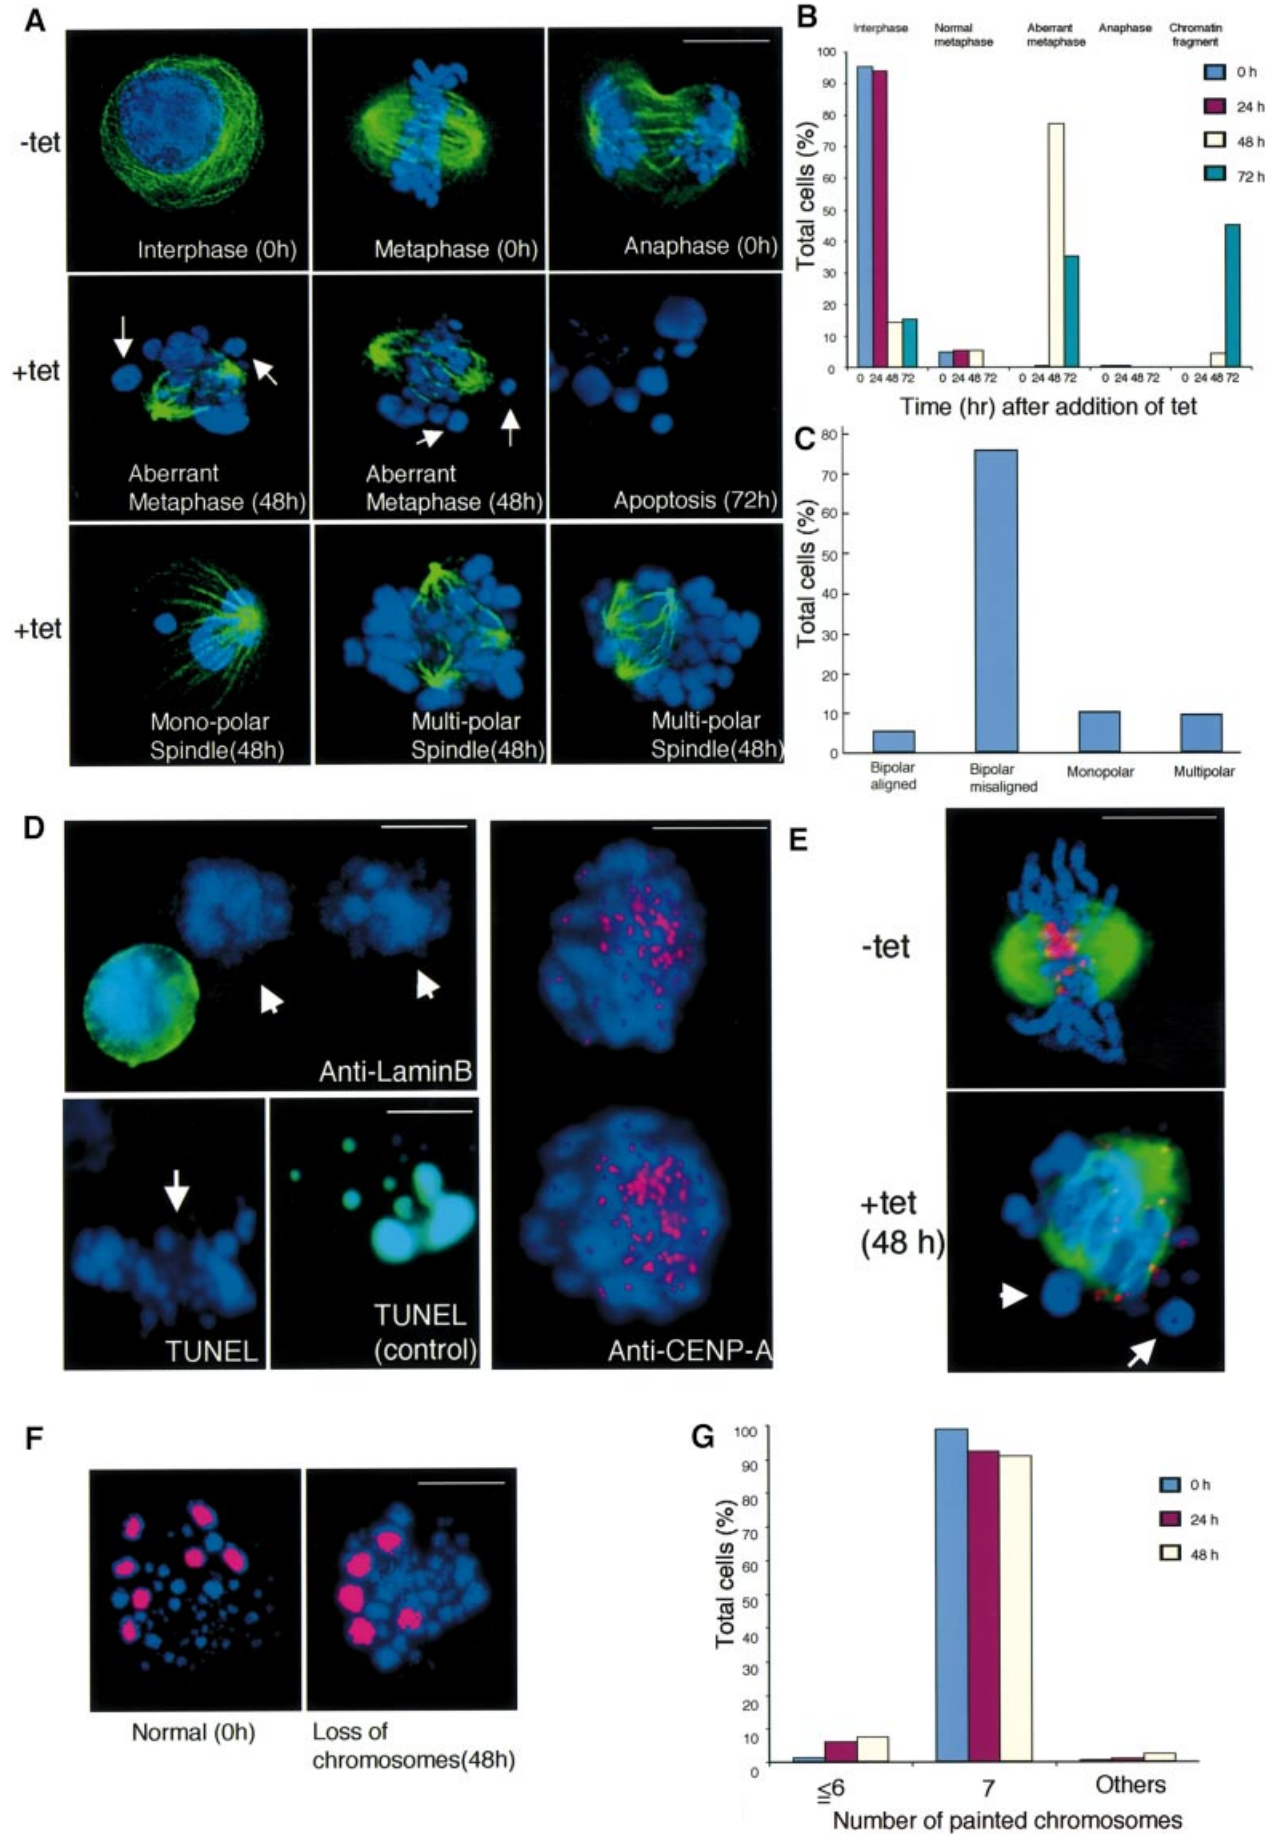 A
-tet
Interphase (0h)
Metaphase (0h)
Anaphase (0h)
+tet
Aberrant
Metaphase (48h)
Aberrant
Metaphase (48h)
Apoptosis (72h)
+tet
Mono-polar
Spindle(48h)
Multi-polar
Spindle(48h)
Multi-polar
Spindle(48h)
B
Interphase
Normal
metaphase
Aberrant
metaphase
Anaphase
Chromatin
fragment
Total cells (%)
100
90
80
70
60
50
40
30
20
10
0
0 h
24 h
48 h
72 h
0 24 48 72
0 24 48 72
0 24 48 72
0 24 48 72
0 24 48 72
Time (hr) after addition of tet
C
Total cells (%)
80
70
60
50
40
30
20
10
0
Bipolar
aligned
Bipolar
misaligned
Monopolar
Multipolar
D
Anti-LaminB
TUNEL
TUNEL
(control)
Anti-CENP-A
E
-tet
+tet
(48 h)
F
Normal (0h)
Loss of
chromosomes(48h)
G
Total cells (%)
100
90
80
70
60
50
40
30
20
10
0
0 h
24 h
48 h
≦6
7
Others
Number of painted chromosomes